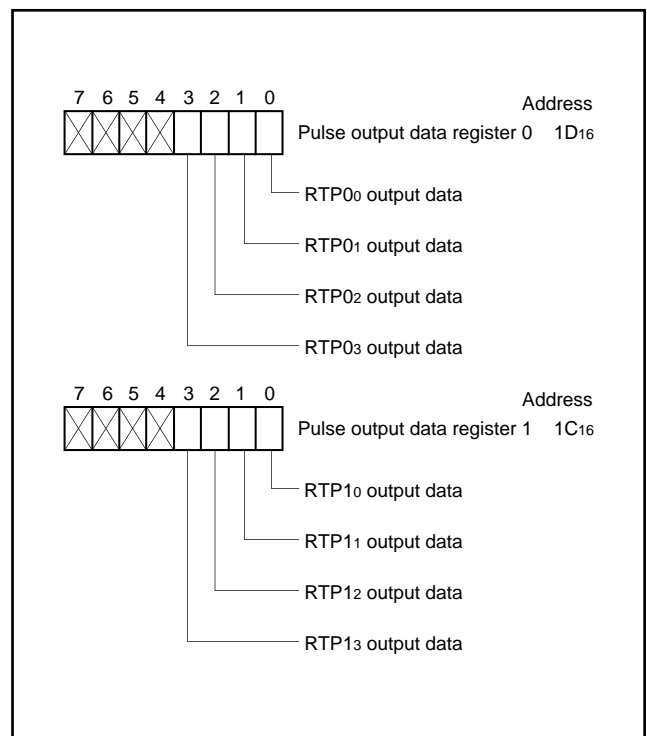 7 6 5 4 3 2 1 0
Address
Pulse output data register 0 1D16
RTP00 output data
RTP01 output data
RTP02 output data
RTP03 output data
7 6 5 4 3 2 1 0
Address
Pulse output data register 1 1C16
RTP10 output data
RTP11 output data
RTP12 output data
RTP13 output data